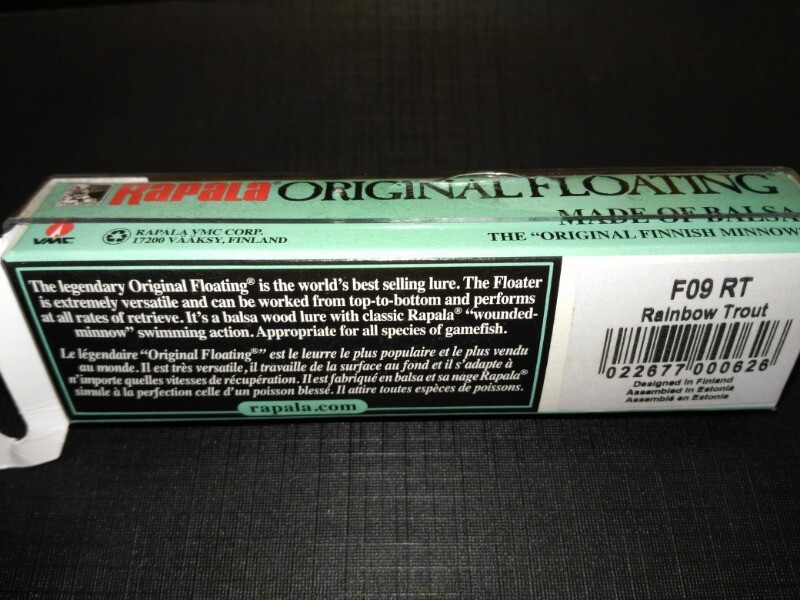 Rapala ORIGINAL FLOATING
MADE OF BALSA
VMC
RAPALA VMC CORP.
17200 VÄÄKSY, FINLAND
THE "ORIGINAL FINNISH MINNOW
The legendary Original Floating® is the world's best selling lure. The Floater
is extremely versatile and can be worked from top-to-bottom and performs
at all rates of retrieve. It's a balsa wood lure with classic Rapala® "wounded-
minnow" swimming action. Appropriate for all species of gamefish.
Le légendaire "Original Floating®" est le leurre le plus populaire et le plus vendu
au monde. Il est très versatile, il travaille de la surface au fond et il s'adapte à
n'importe quelles vitesses de récupération. Il est fabriqué en balsa et sa nage Rapala®
simule à la perfection celle d'un poisson blessé. Il attire toutes espèces de poissons.
rapala.com
F09 RT
Rainbow Trout
022677 000626
Designed in Finland
Assembled in Estonia
Assemblé en Estonie